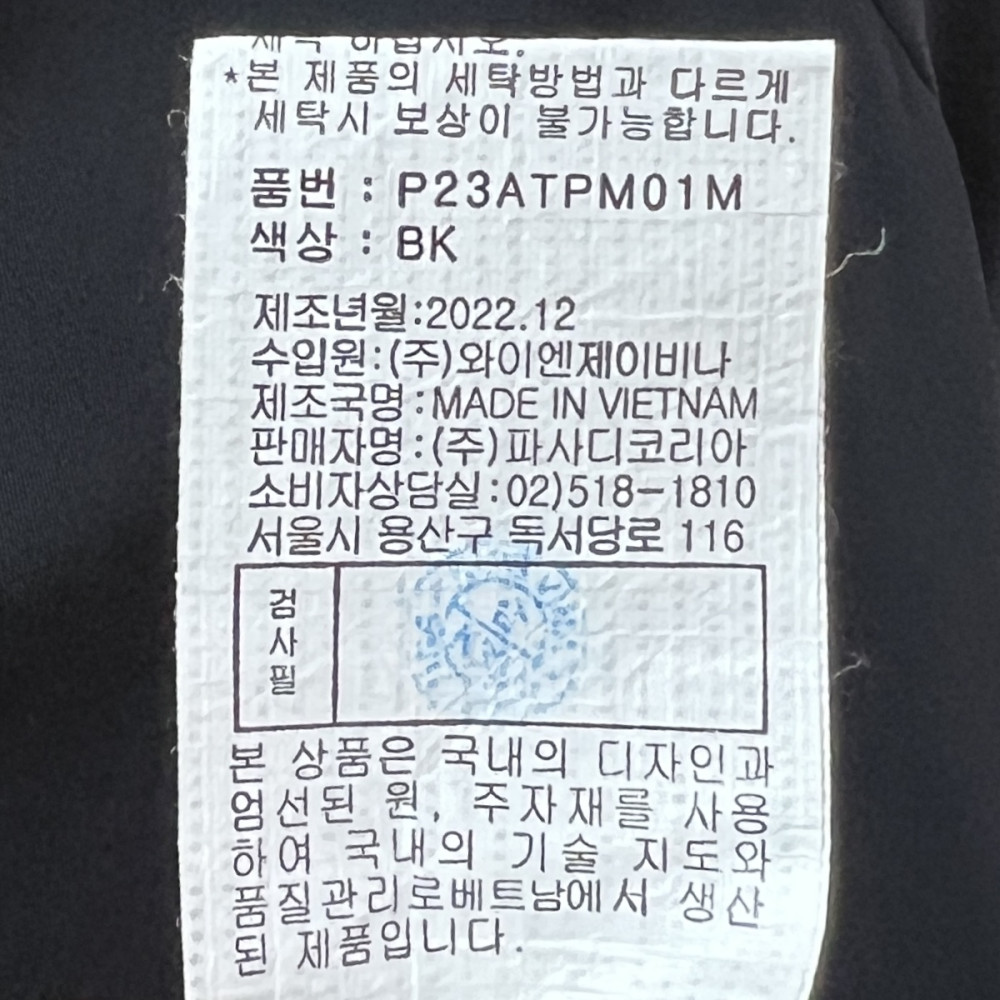 *본 제품의 세탁방법과 다르게
세탁시 보상이 불가능합니다.
품번 : P23ATPM01M
색상 : BK
제조년월:2022.12
수입원:(주)와이엔제이비나
제조국명:MADE IN VIETNAM
판매자명:(주)파사디코리아
소비자상담실:02)518-1810
서울시 용산구 독서당로 116
검
사
필
본 상품은 국내의 디자인과
엄선된 원, 주자재를 사용
하여 국내의 기술 지도와
품질관리로베트남에서 생산
된 제품입니다.